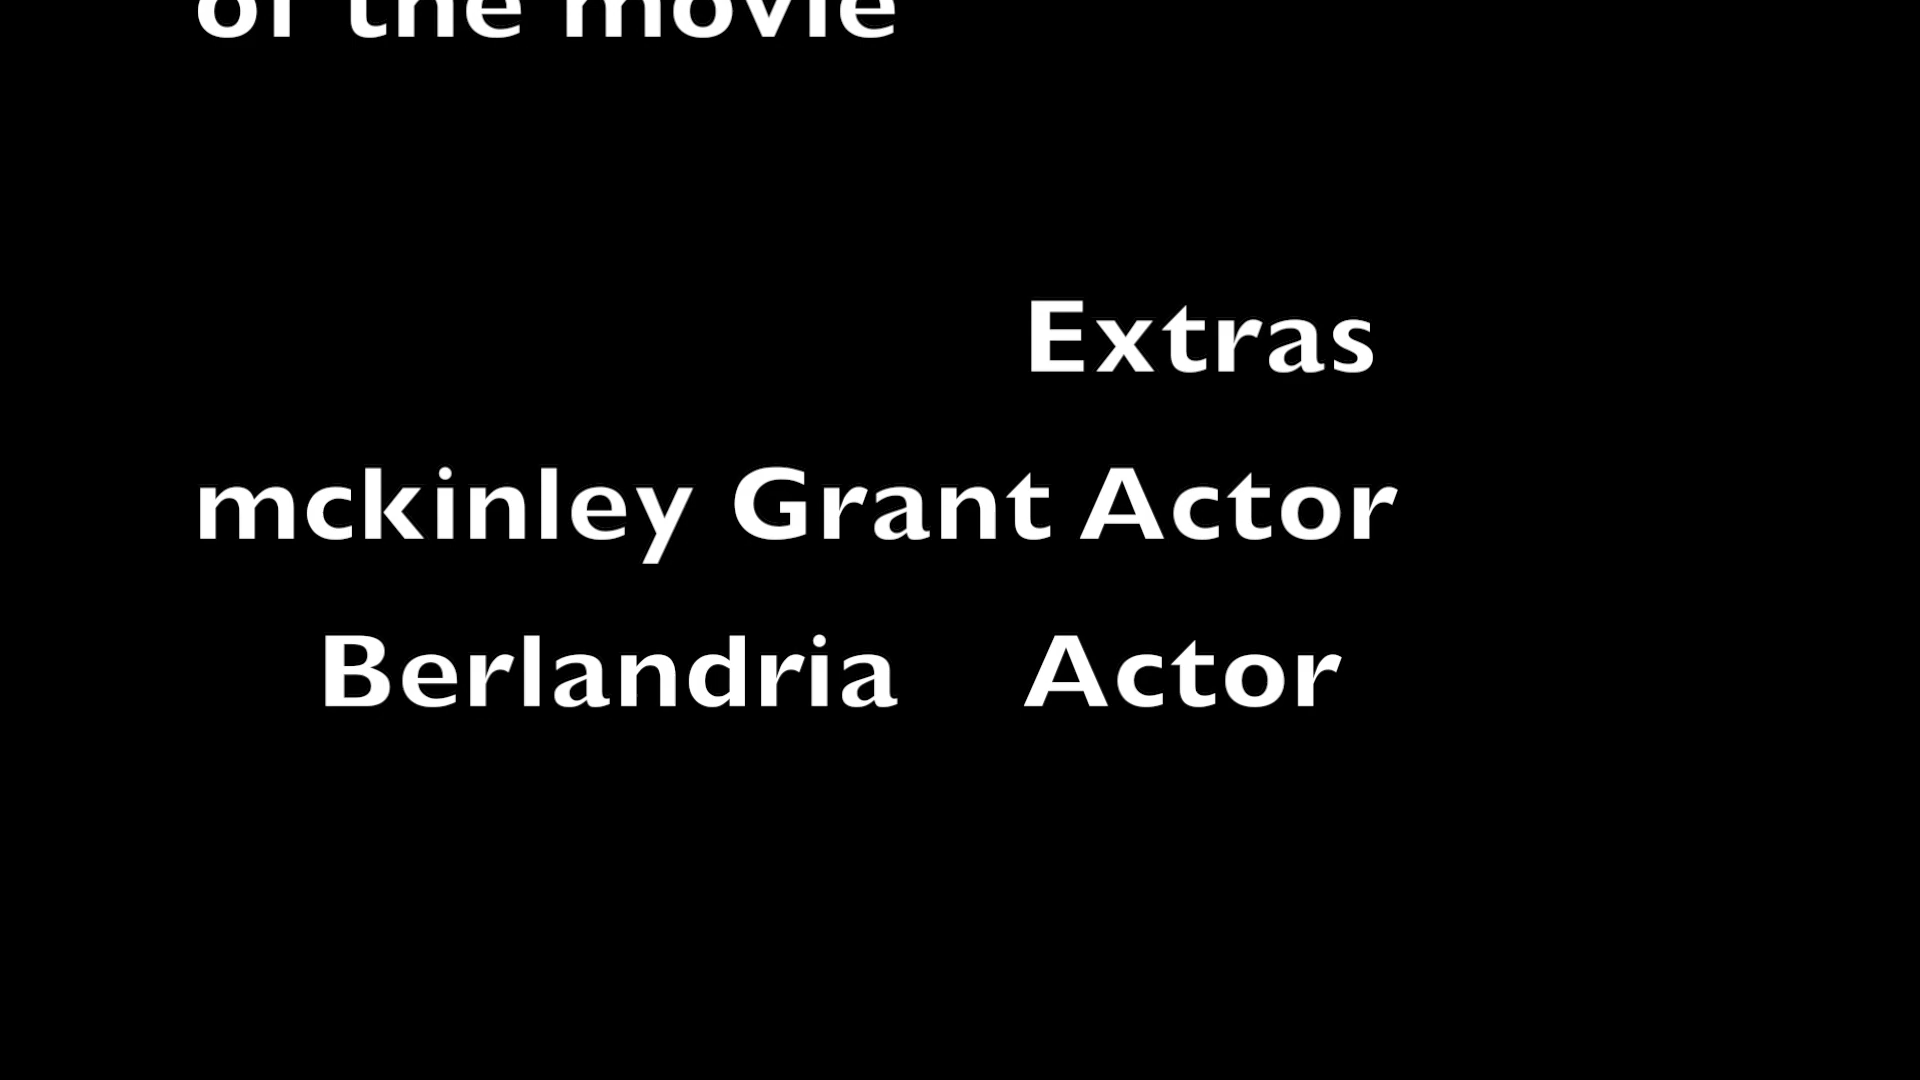 of the movie
Extras
mckinley Grant Actor
Berlandria Actor